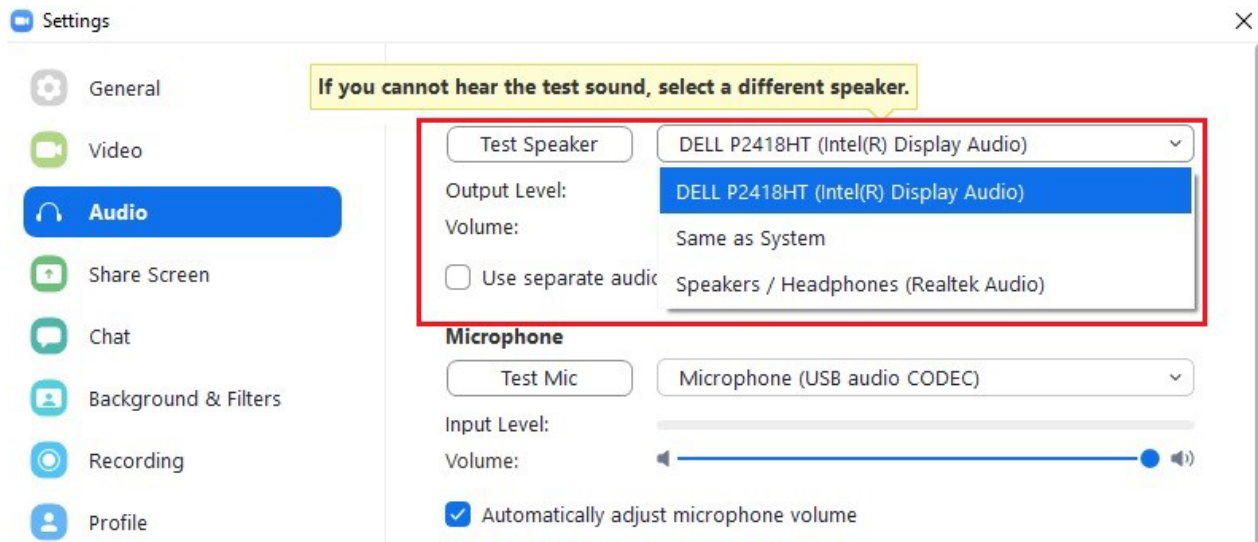 Settings
General
Video
Audio
Share Screen
Chat
Background & Filters
Recording
Profile
If you cannot hear the test sound, select a different speaker.
Test Speaker
DELL P2418HT (Intel(R) Display Audio)
Output Level:
DELL P2418HT (Intel(R) Display Audio)
Volume:
Same as System
Use separate audio
Speakers / Headphones (Realtek Audio)
Microphone
Test Mic
Microphone (USB audio CODEC)
Input Level:
Volume:
Automatically adjust microphone volume